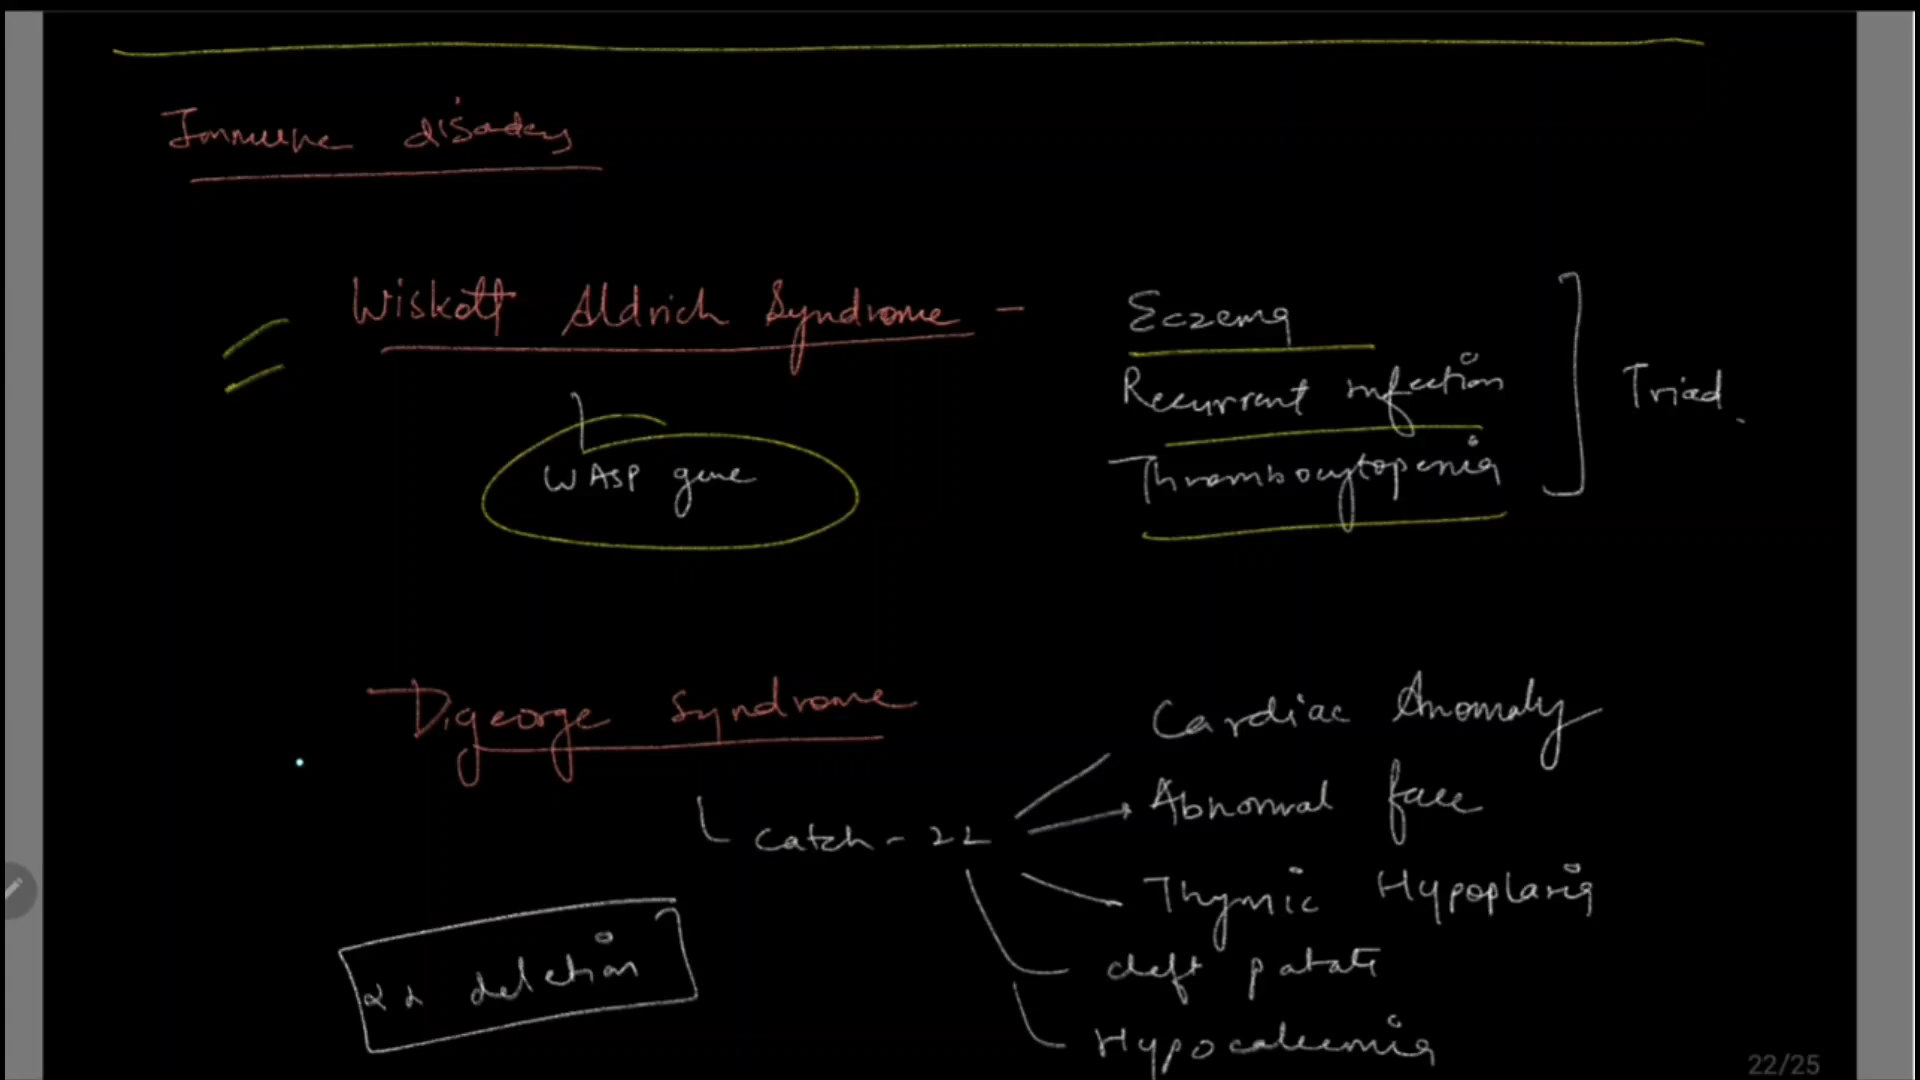 Immune disorders
Wiskott Aldrich Syndrome -
Eczema
Recurrent infection
Thrombocytopenia
Triad.
WASP gene
Digeorge Syndrome
Catch-22
Cardiac Anomaly
Abnormal face
Thymic Hypoplasia
cleft palate
Hypocalcemia
22 deletion
22/25